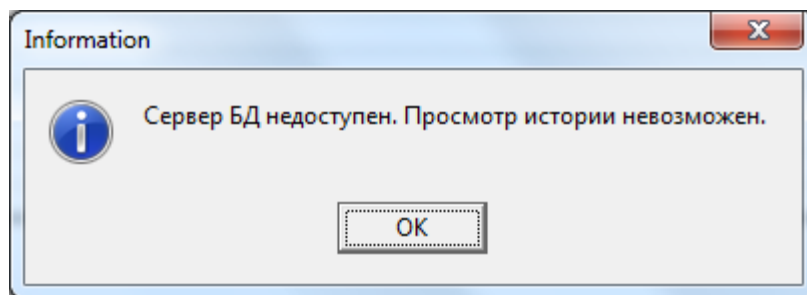 Information
Сервер БД недоступен. Просмотр истории невозможен.
OK